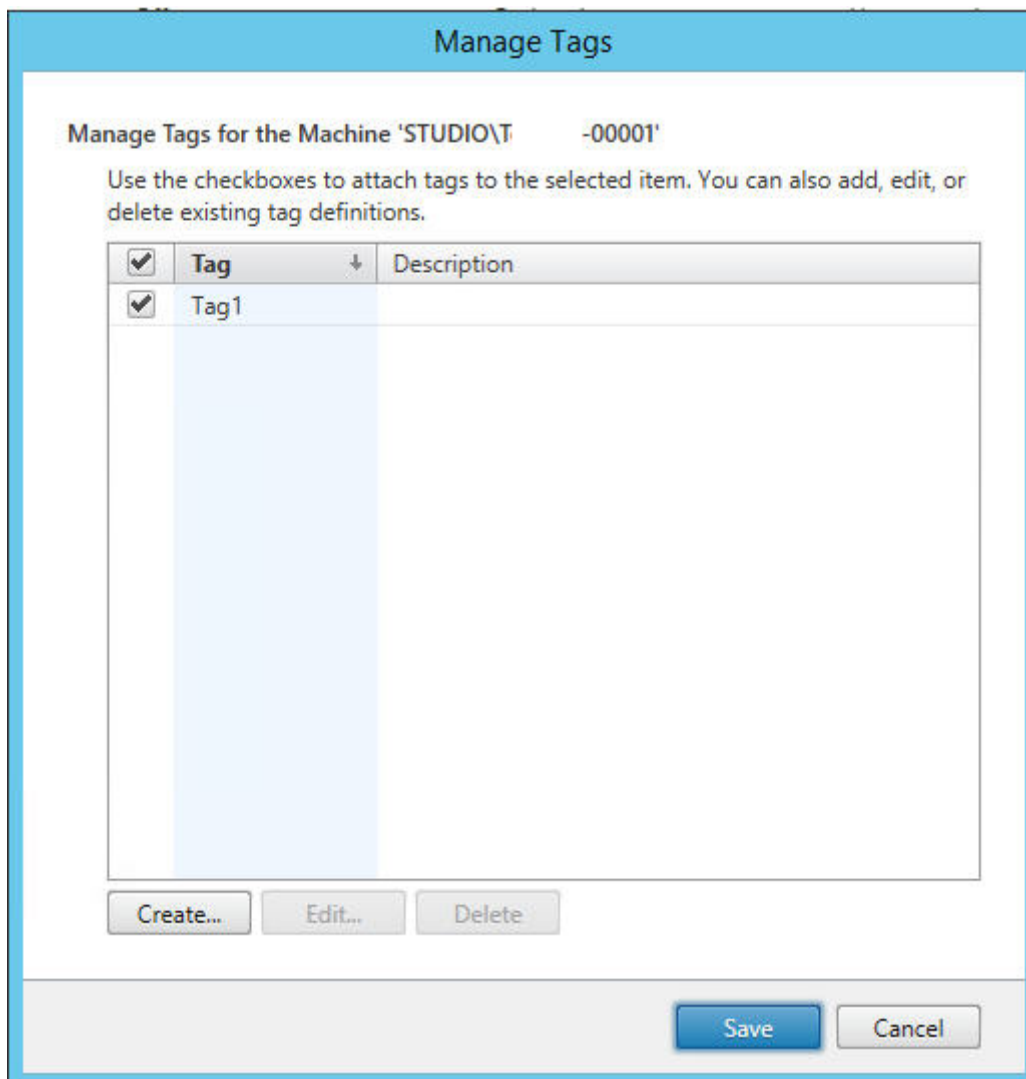 Manage Tags
Manage Tags for the Machine 'STUDIO\T -00001'
Use the checkboxes to attach tags to the selected item. You can also add, edit, or
delete existing tag definitions.
Tag Description
Tag1
Create... Edit... Delete
Save Cancel